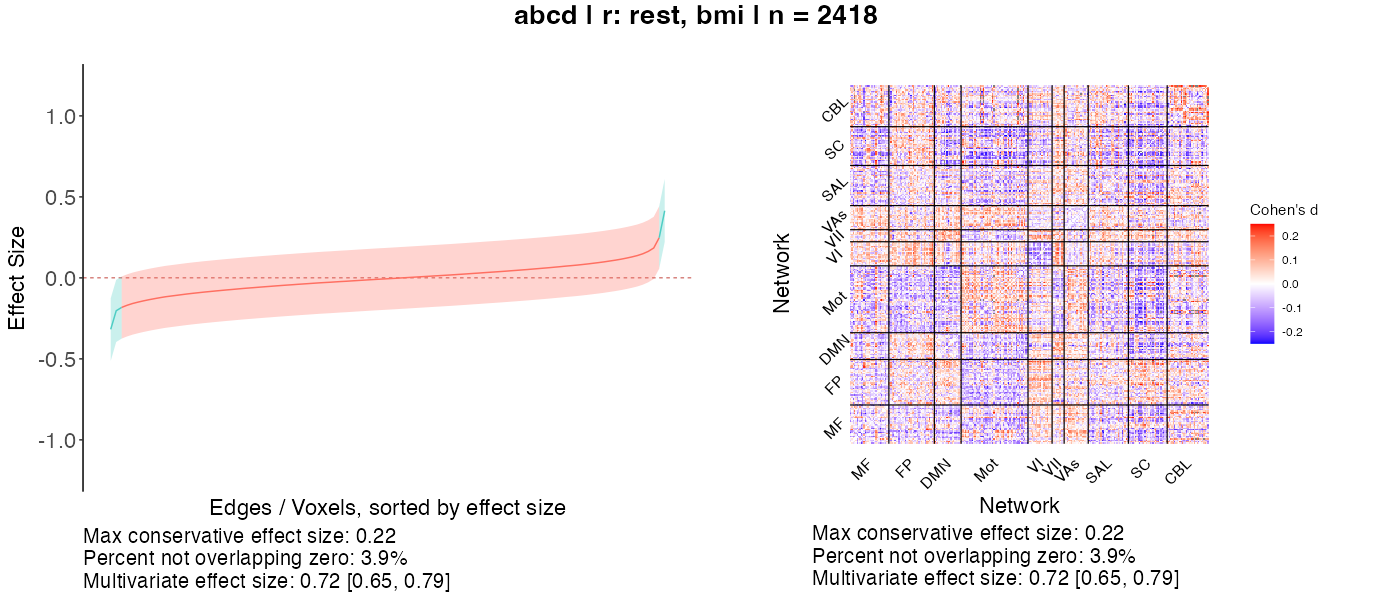 abcd | r: rest, bmi | n = 2418
Effect Size
1.0
0.5
0.0
-0.5
-1.0
Edges / Voxels, sorted by effect size
Max conservative effect size: 0.22
Percent not overlapping zero: 3.9%
Multivariate effect size: 0.72 [0.65, 0.79]
Network
CBL
SC
SAL
VAs
VII
VI
Mot
DMN
FP
MF
MF
FP
DMN
Mot
VI
VII
VAs
SAL
SC
CBL
Network
Max conservative effect size: 0.22
Percent not overlapping zero: 3.9%
Multivariate effect size: 0.72 [0.65, 0.79]
Cohen's d
0.2
0.1
0.0
-0.1
-0.2